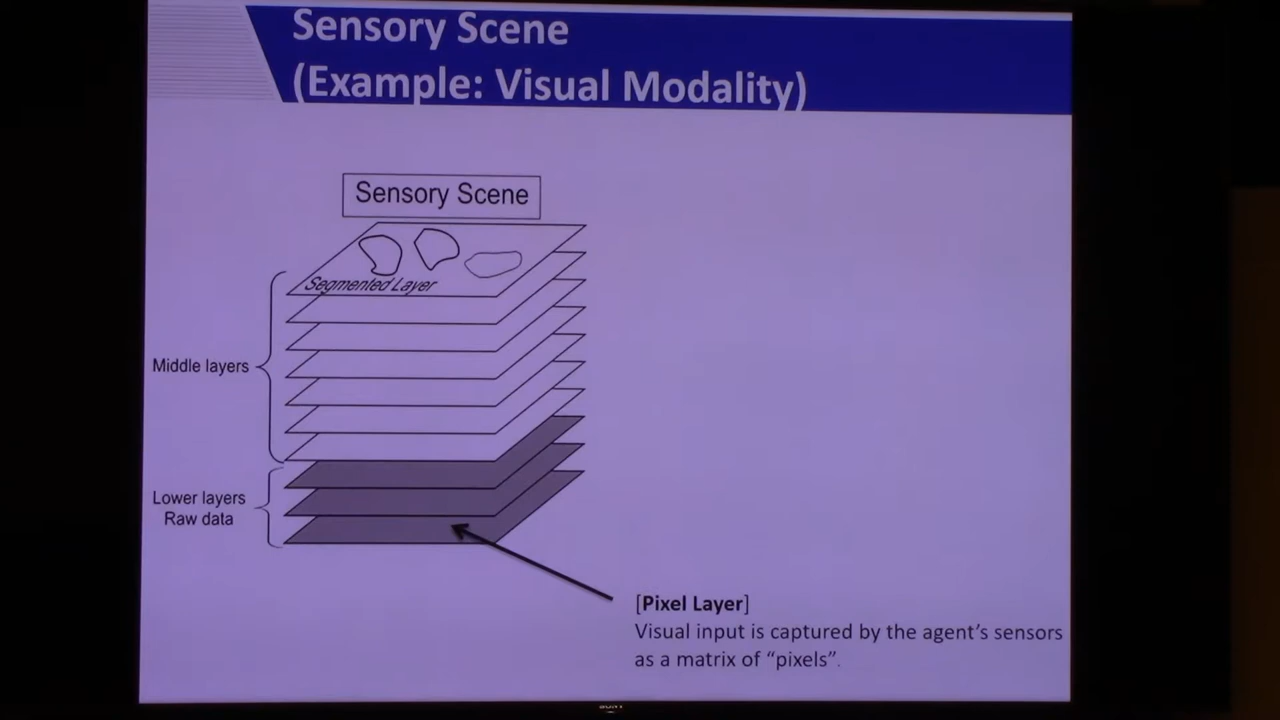 Sensory Scene
(Example: Visual Modality)
Sensory Scene
Segmented Layer
Middle layers
Lower layers
Raw data
[Pixel Layer]
Visual input is captured by the agent's sensors
as a matrix of “pixels”.
SONY